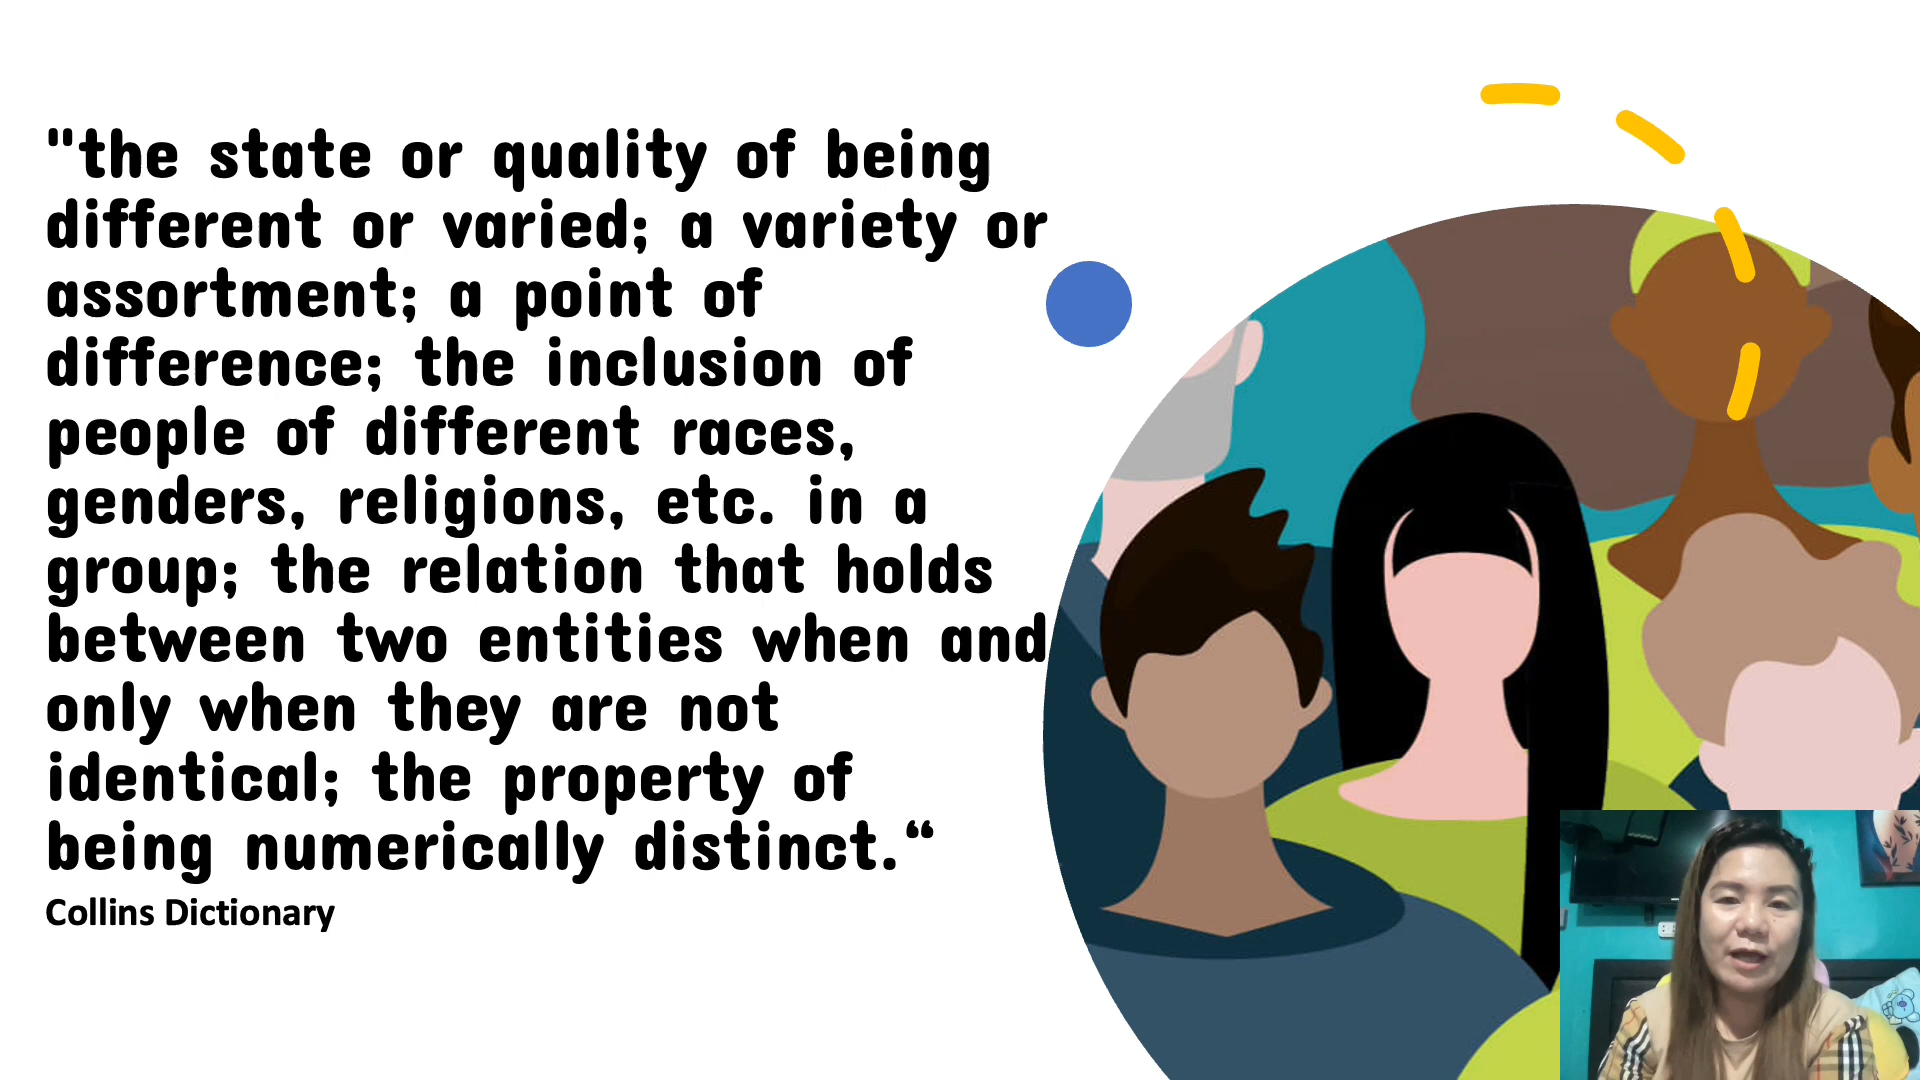 "the state or quality of being
different or varied; a variety or
assortment; a point of
difference; the inclusion of
people of different races,
genders, religions, etc. in a
group; the relation that holds
between two entities when and
only when they are not
identical; the property of
being numerically distinct.“
Collins Dictionary